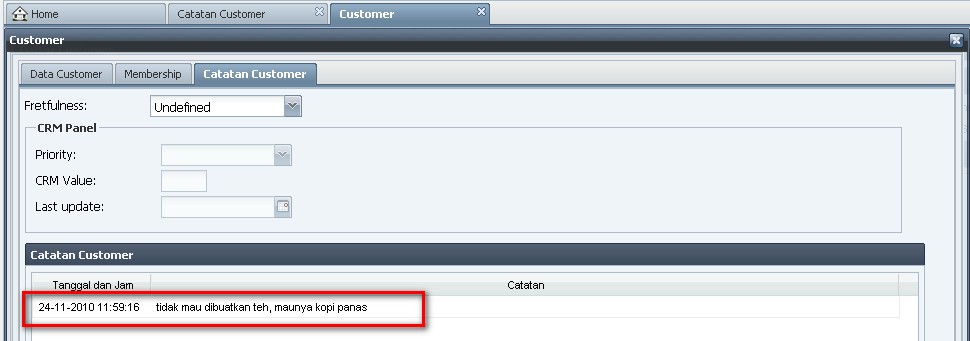 Home Catatan Customer Customer
Customer
Data Customer Membership Catatan Customer
Fretfulness: Undefined
CRM Panel
Priority:
CRM Value:
Last update:
Catatan Customer
Tanggal dan Jam Catatan
24-11-2010 11:59:16 tidak mau dibuatkan teh, maunya kopi panas